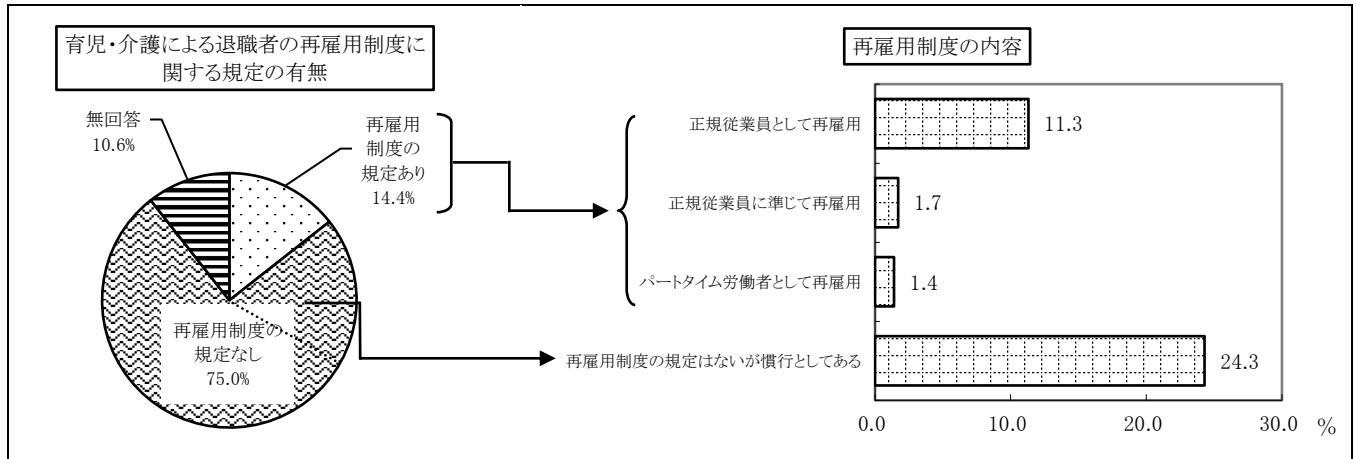 育児・介護による退職者の再雇用制度に
関する規定の有無
無回答
10.6%
再雇用
制度の
規定あり
14.4%
再雇用制度の
規定なし
75.0%
再雇用制度の内容
正規従業員として再雇用
11.3
正規従業員に準じて再雇用
1.7
パートタイム労働者として再雇用
1.4
再雇用制度の規定はないが慣行としてある
24.3
0.0
10.0
20.0
30.0
%